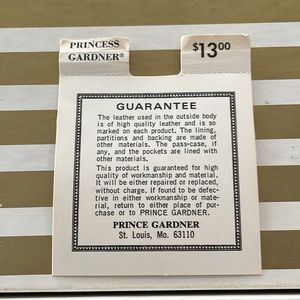 PRINCESS
GARDNER®
$13.00
GUARANTEE
The leather used in the outside body
is of high quality leather and is so
marked on each product. The lining,
partitions and backing are made of
other materials. The pass-case, if
any, and the pockets are lined with
other materials.
This product is guaranteed for high
quality of workmanship and material.
It will be either repaired or replaced,
without charge. If found to be defec-
tive in either workmanship or mate-
rial, return to either place of pur-
chase or to PRINCE GARDNER.
PRINCE GARDNER
St. Louis, Mo. 63110